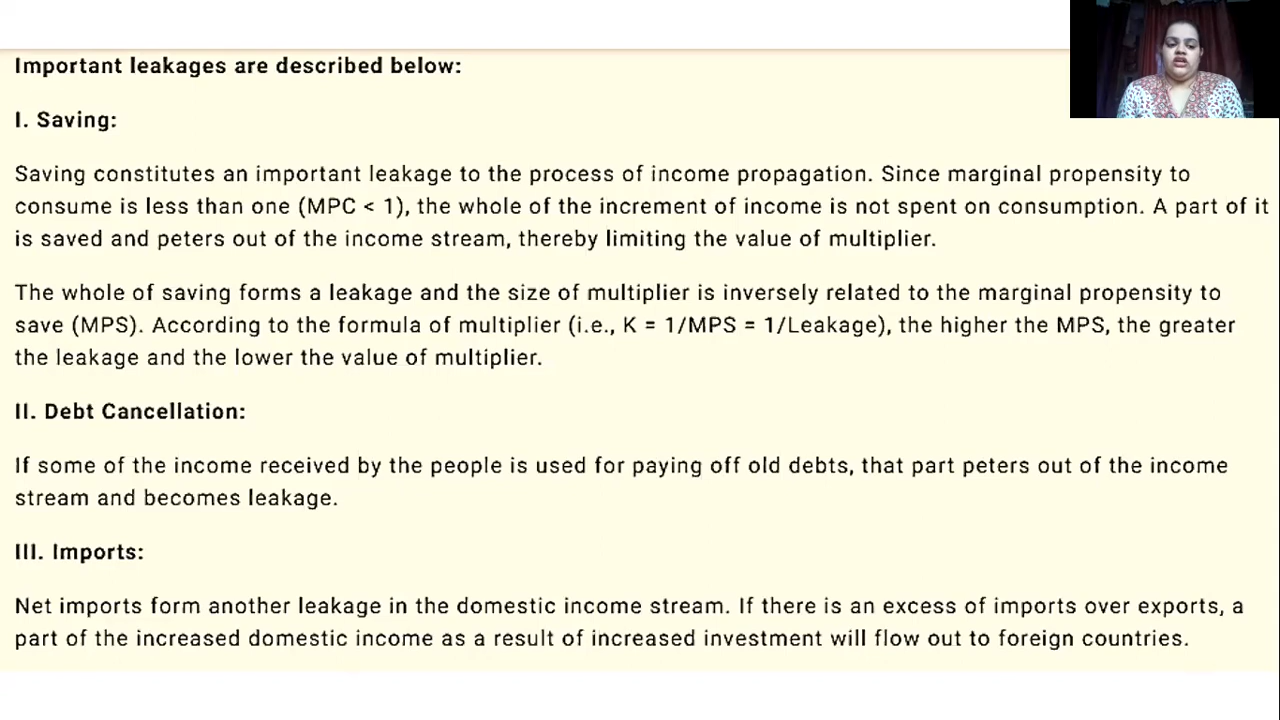 Important leakages are described below:
I. Saving:
Saving constitutes an important leakage to the process of income propagation. Since marginal propensity to
consume is less than one (MPC < 1), the whole of the increment of income is not spent on consumption. A part of it
is saved and peters out of the income stream, thereby limiting the value of multiplier.
The whole of saving forms a leakage and the size of multiplier is inversely related to the marginal propensity to
save (MPS). According to the formula of multiplier (i.e., K = 1/MPS = 1/Leakage), the higher the MPS, the greater
the leakage and the lower the value of multiplier.
II. Debt Cancellation:
If some of the income received by the people is used for paying off old debts, that part peters out of the income
stream and becomes leakage.
III. Imports:
Net imports form another leakage in the domestic income stream. If there is an excess of imports over exports, a
part of the increased domestic income as a result of increased investment will flow out to foreign countries.